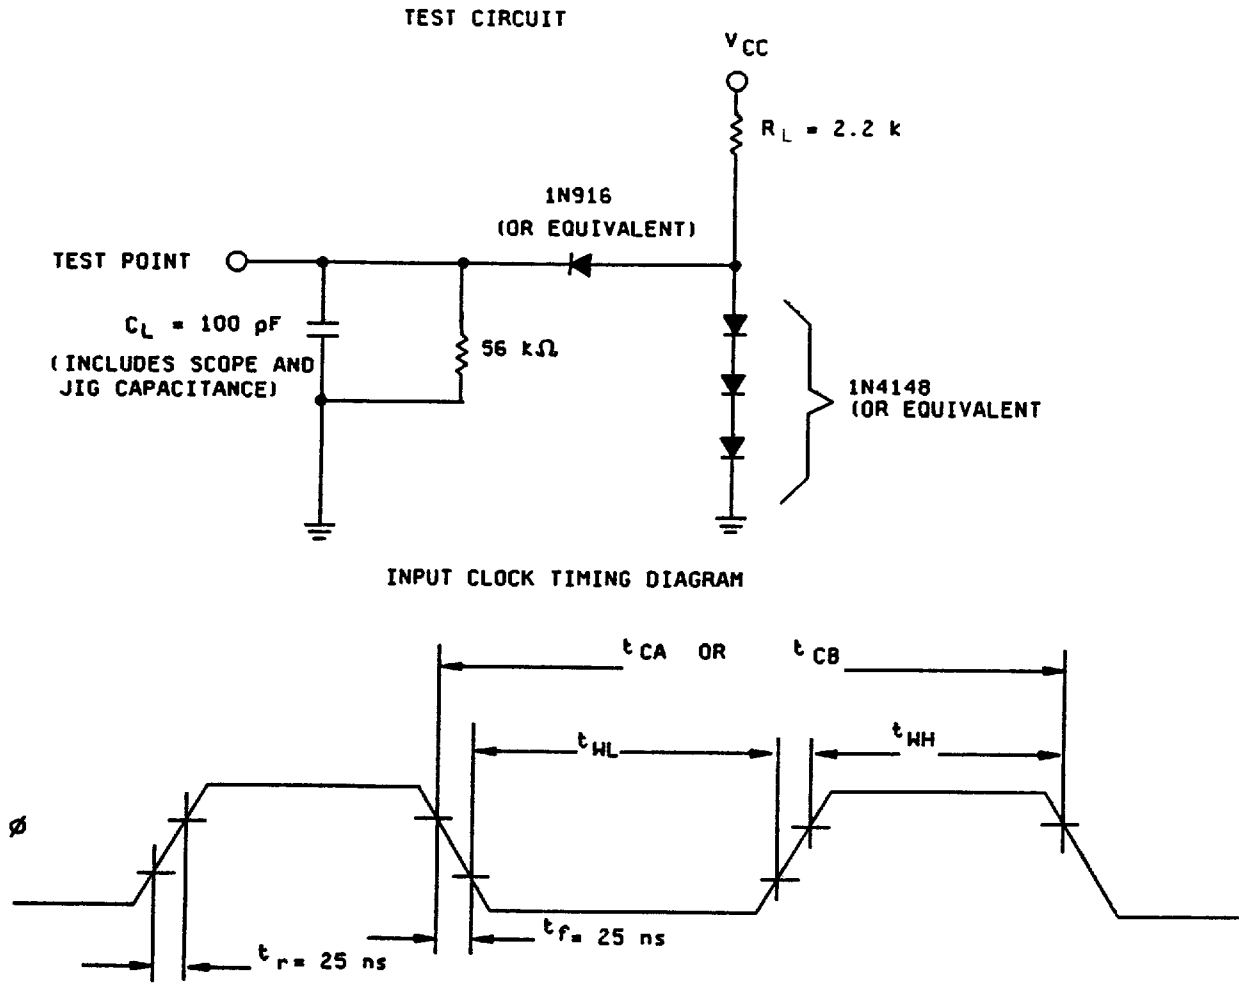 TEST CIRCUIT
VCC
RL = 2.2 k
1N916
(OR EQUIVALENT)
TEST POINT
CL = 100 pF
(INCLUDES SCOPE AND
JIG CAPACITANCE)
56 kΩ
1N4148
(OR EQUIVALENT
INPUT CLOCK TIMING DIAGRAM
tCA OR tCB
tWL
tWH
Ø
tf= 25 ns
tr= 25 ns